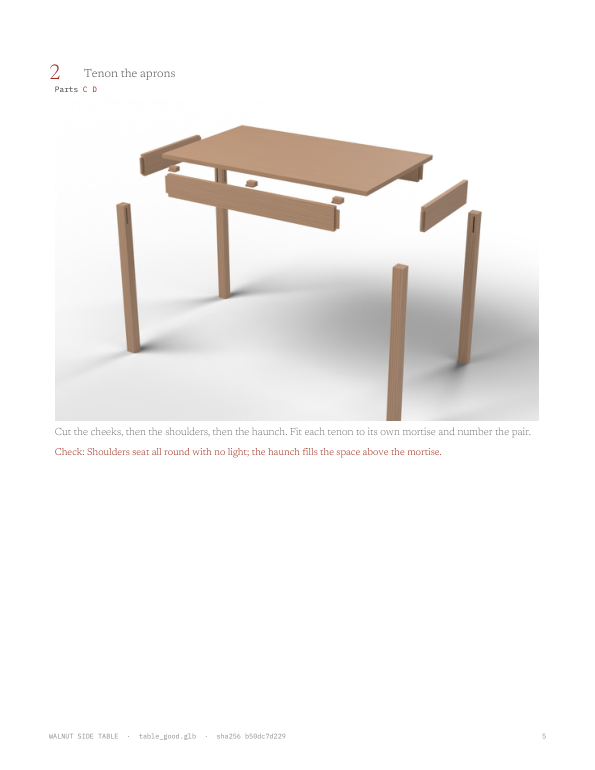 2 Tenon the aprons
Parts C D
Cut the cheeks, then the shoulders, then the haunch. Fit each tenon to its own mortise and number the pair.
Check: Shoulders seat all round with no light; the haunch fills the space above the mortise.
WALNUT SIDE TABLE · table_good.glb · sha256 b50dc7d229 5